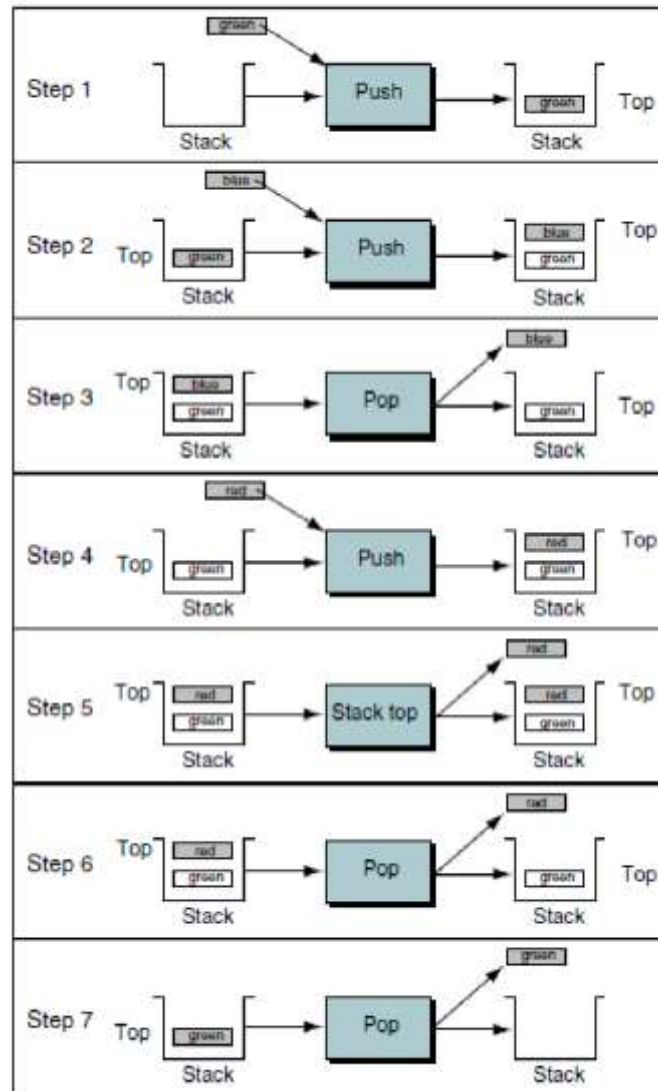 green
Step 1
Push
green
Top
Stack
Stack
blue
Step 2
Top
green
Push
blue
green
Top
Stack
Stack
blue
Step 3
Top
blue
green
Pop
green
Top
Stack
Stack
red
Step 4
Top
green
Push
red
green
Top
Stack
Stack
red
Step 5
Top
red
green
Stack top
red
green
Top
Stack
Stack
red
Step 6
Top
red
green
Pop
green
Top
Stack
Stack
green
Step 7
Top
green
Pop
Stack
Stack